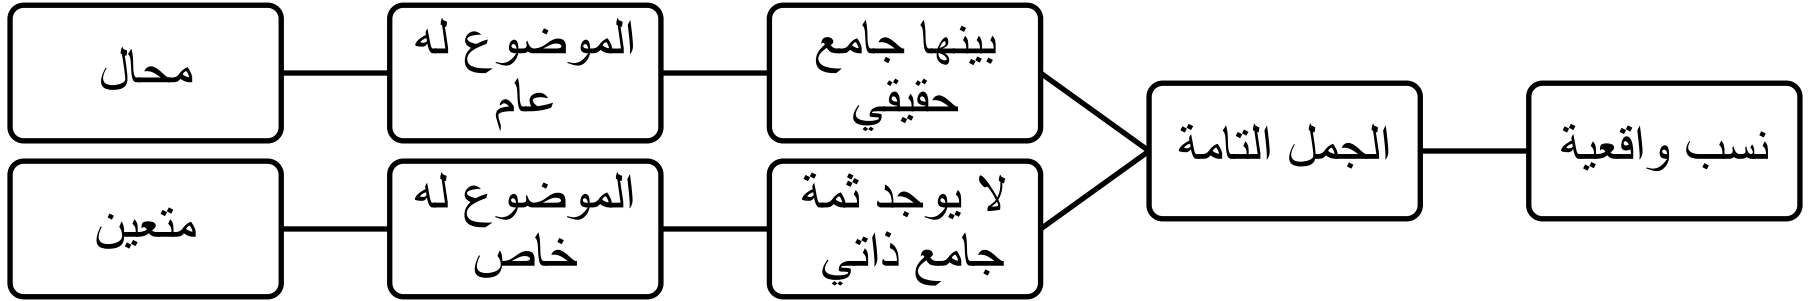 نسب واقعية
الجمل التامة
بينها جامع
حقيقي
الموضوع له
عام
محال
لا يوجد ثمة
جامع ذاتي
الموضوع له
خاص
متعين